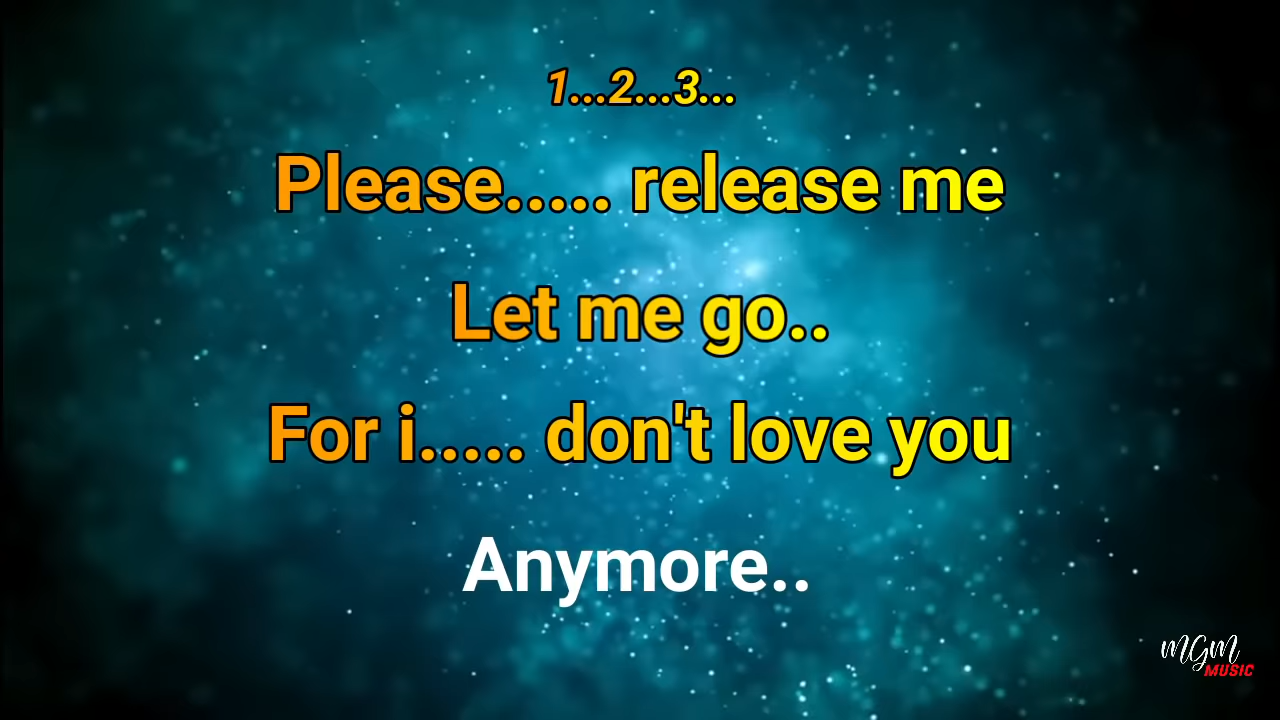 1...2...3...
Please..... release me
Let me go..
For i..... don't love you
Anymore..
MGM
MUSIC